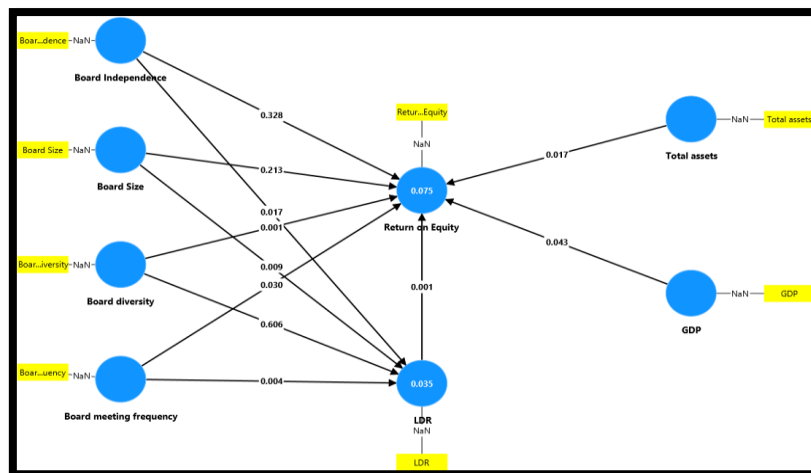 Boar...dence
NaN
Board Independence
Board Size
NaN
Board Size
Boar...iversity
NaN
Board diversity
Boar...uency
NaN
Board meeting frequency
0.328
0.213
0.017
0.001
0.009
0.030
0.606
0.004
Retur...Equity
NaN
0.075
Return on Equity
0.001
0.035
LDR
NaN
LDR
0.017
0.043
NaN
Total assets
Total assets
NaN
GDP
GDP